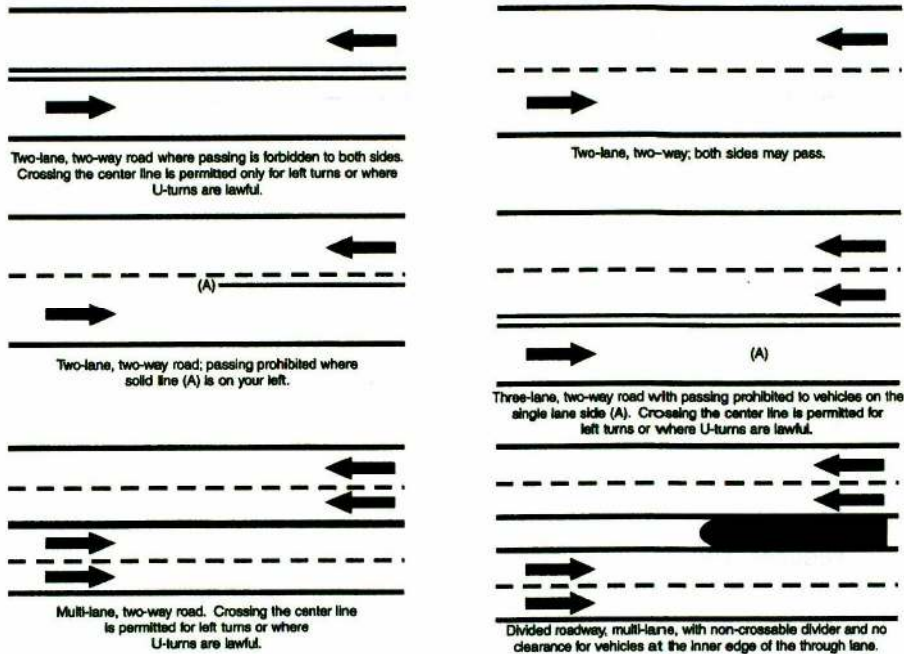 Two-lane, two-way road where passing is forbidden to both sides.
Crossing the center line is permitted only for left turns or where
U-turns are lawful.
Two-lane, two-way; both sides may pass.
(A)
Two-lane, two-way road; passing prohibited where
solid line (A) is on your left.
(A)
Three-lane, two-way road with passing prohibited to vehicles on the
single lane side (A). Crossing the center line is permitted for
left turns or where U-turns are lawful.
Multi-lane, two-way road. Crossing the center line
is permitted for left turns or where
U-turns are lawful.
Divided roadway, multi-lane, with non-crossable divider and no
clearance for vehicles at the inner edge of the through lane.